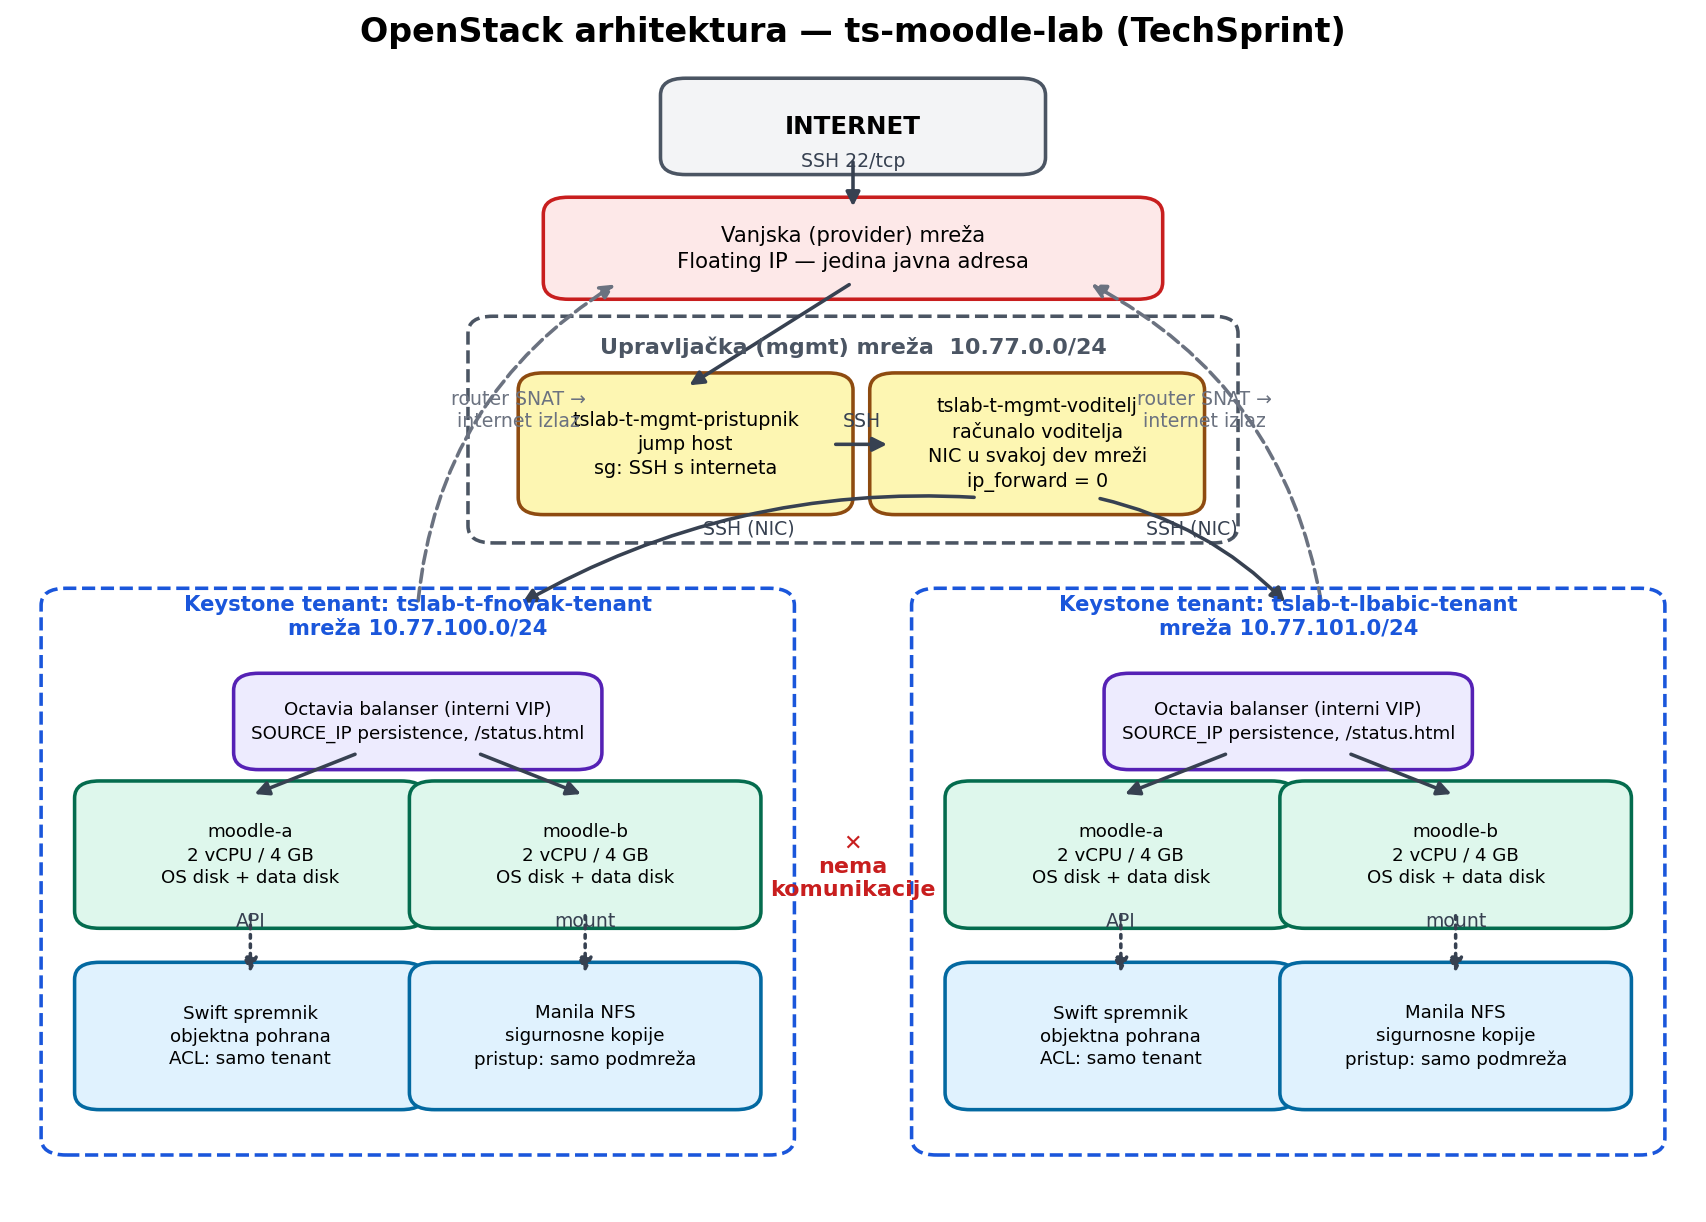 OpenStack arhitektura — ts-moodle-lab (TechSprint)
INTERNET
SSH 22/tcp
Vanjska (provider) mreža
Floating IP — jedina javna adresa
Upravljačka (mgmt) mreža 10.77.0.0/24
router SNAT →
internet izlaz
tslab-t-mgmt-pristupnik
jump host
sg: SSH s interneta
SSH
tslab-t-mgmt-voditelj
računalo voditelja
NIC u svakoj dev mreži
ip_forward = 0
router SNAT →
internet izlaz
SSH (NIC)
SSH (NIC)
Keystone tenant: tslab-t-fnovak-tenant
mreža 10.77.100.0/24
Octavia balanser (interni VIP)
SOURCE_IP persistence, /status.html
moodle-a
2 vCPU / 4 GB
OS disk + data disk
moodle-b
2 vCPU / 4 GB
OS disk + data disk
API
mount
Swift spremnik
objektna pohrana
ACL: samo tenant
Manila NFS
sigurnosne kopije
pristup: samo podmreža
✕
nema
komunikacije
Keystone tenant: tslab-t-lbabic-tenant
mreža 10.77.101.0/24
Octavia balanser (interni VIP)
SOURCE_IP persistence, /status.html
moodle-a
2 vCPU / 4 GB
OS disk + data disk
moodle-b
2 vCPU / 4 GB
OS disk + data disk
API
mount
Swift spremnik
objektna pohrana
ACL: samo tenant
Manila NFS
sigurnosne kopije
pristup: samo podmreža